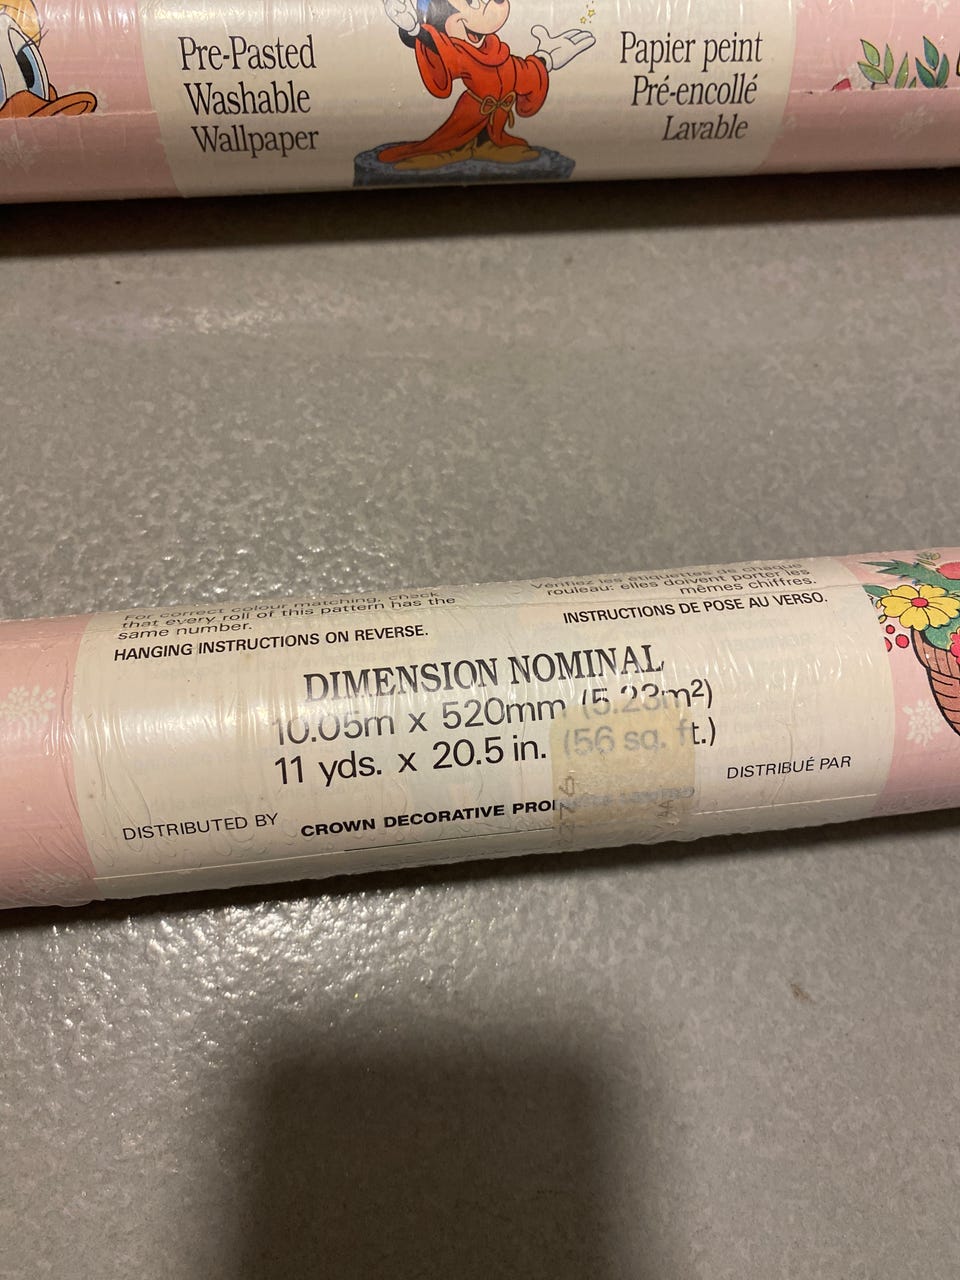 Pre-Pasted
Washable
Wallpaper
Papier peint
Pré-encollé
Lavable
For correct colour matching, check
that every roll of this pattern has the
same number.
HANGING INSTRUCTIONS ON REVERSE.
Vérifiez les étiquettes de chaque
rouleau: elles doivent porter les
mêmes chiffres.
INSTRUCTIONS DE POSE AU VERSO.
DIMENSION NOMINAL
10.05m x 520mm (5.23m²)
11 yds. x 20.5 in. (56 sq. ft.)
DISTRIBUTED BY
CROWN DECORATIVE
DISTRIBUÉ PAR